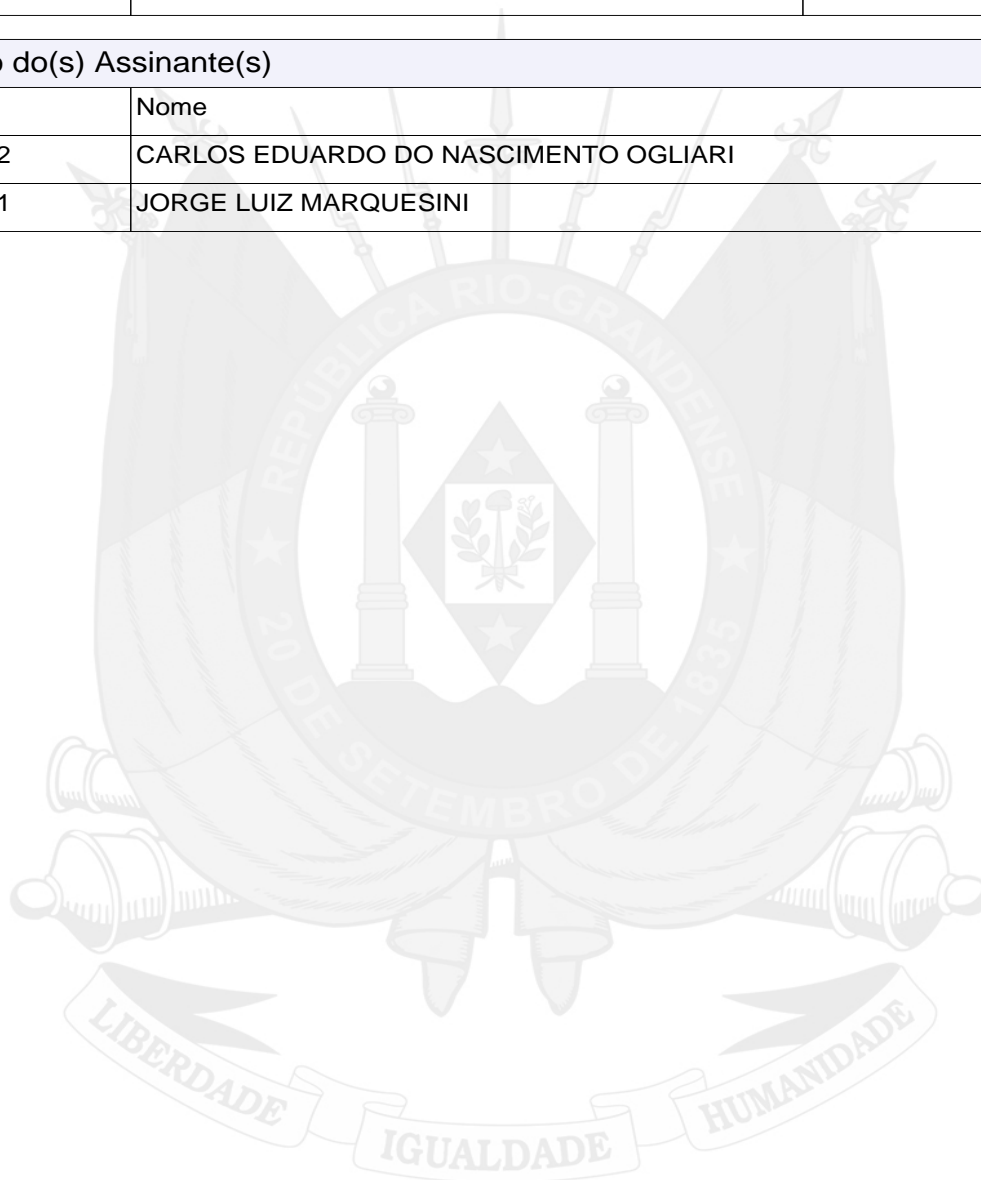 o do(s) Assinante(s)
Nome
2 CARLOS EDUARDO DO NASCIMENTO OGLIARI
1 JORGE LUIZ MARQUESINI
REPÚBLICA RIO-GRANDENSE
20 DE SETEMBRO DE 1835
LIBERDADE IGUALDADE HUMANIDADE